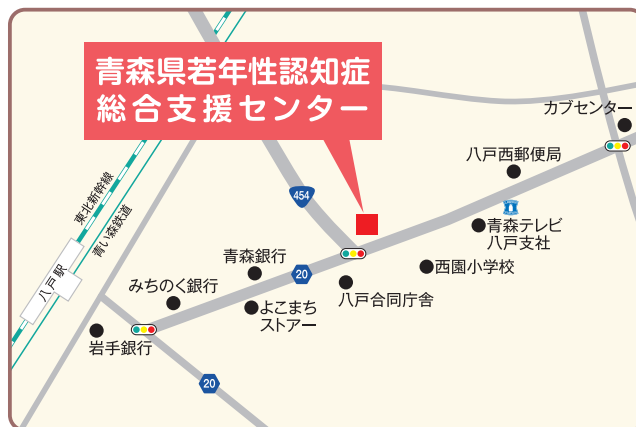 青森県若年性認知症
総合支援センター
カブセンター
八戸西郵便局
454
東北新幹線
青い森鉄道
八戸駅
青森テレビ
八戸支社
青森銀行
20
西園小学校
みちのく銀行
八戸合同庁舎
よこまち
ストアー
岩手銀行
20